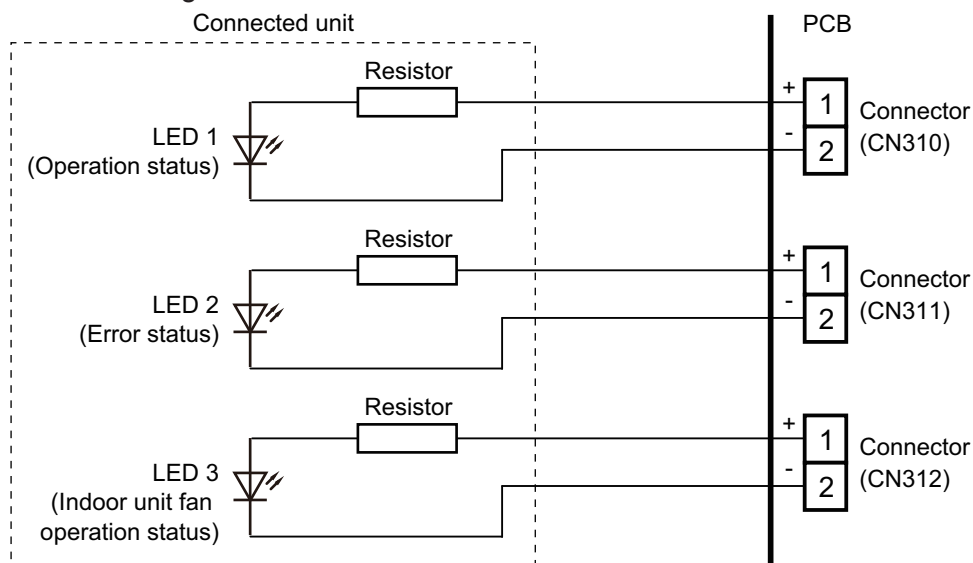 Connected unit
PCB
Resistor
LED 1
(Operation status)
+
-
1
2
Connector
(CN310)
Resistor
LED 2
(Error status)
+
-
1
2
Connector
(CN311)
Resistor
LED 3
(Indoor unit fan
operation status)
+
-
1
2
Connector
(CN312)